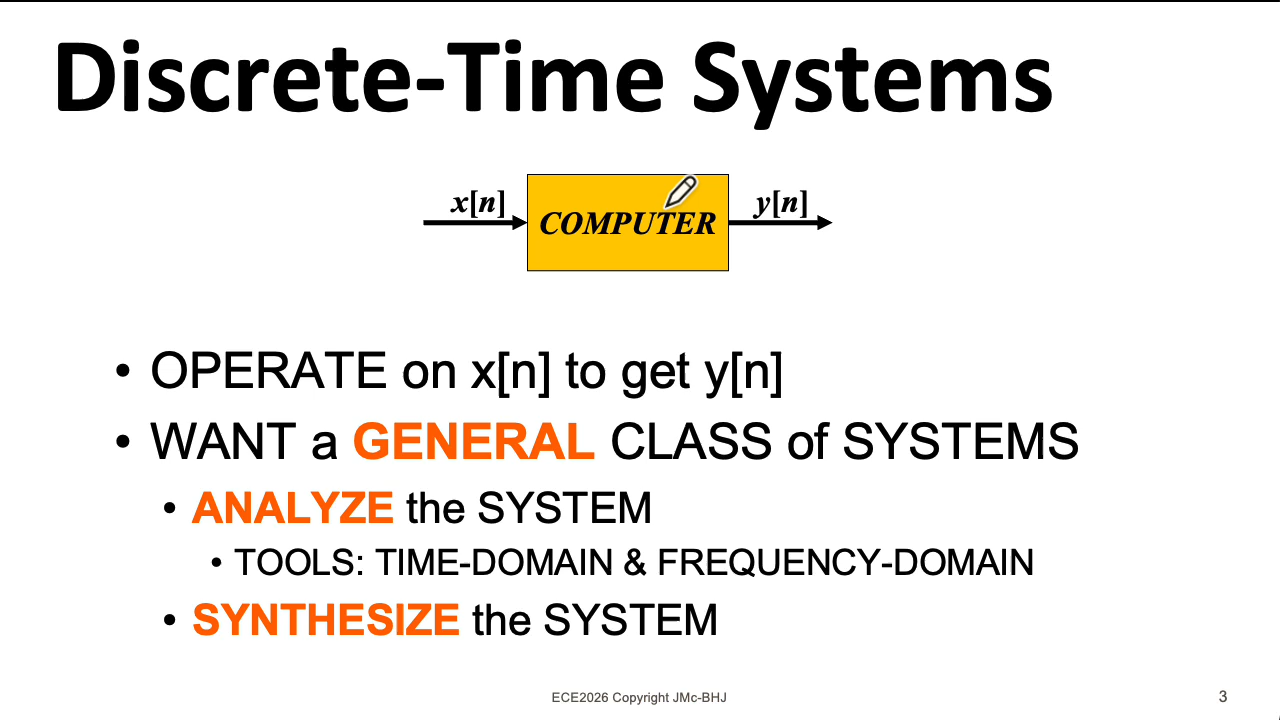 Discrete-Time Systems
x[n]
COMPUTER
y[n]
• OPERATE on x[n] to get y[n]
• WANT a GENERAL CLASS of SYSTEMS
• ANALYZE the SYSTEM
• TOOLS: TIME-DOMAIN & FREQUENCY-DOMAIN
• SYNTHESIZE the SYSTEM
ECE2026 Copyright JMc-BHJ
3